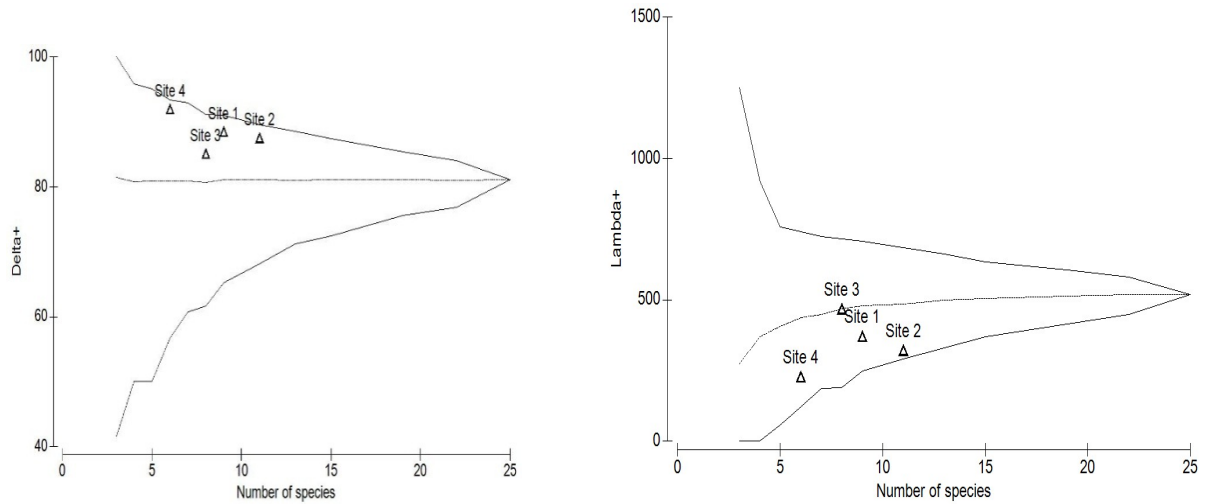 100
80
60
40
Delta+
Site 4
Site 1
Site 2
Site 3
0
5
10
15
20
25
Number of species
1500
1000
500
0
Lambda+
Site 3
Site 1
Site 2
Site 4
0
5
10
15
20
25
Number of species